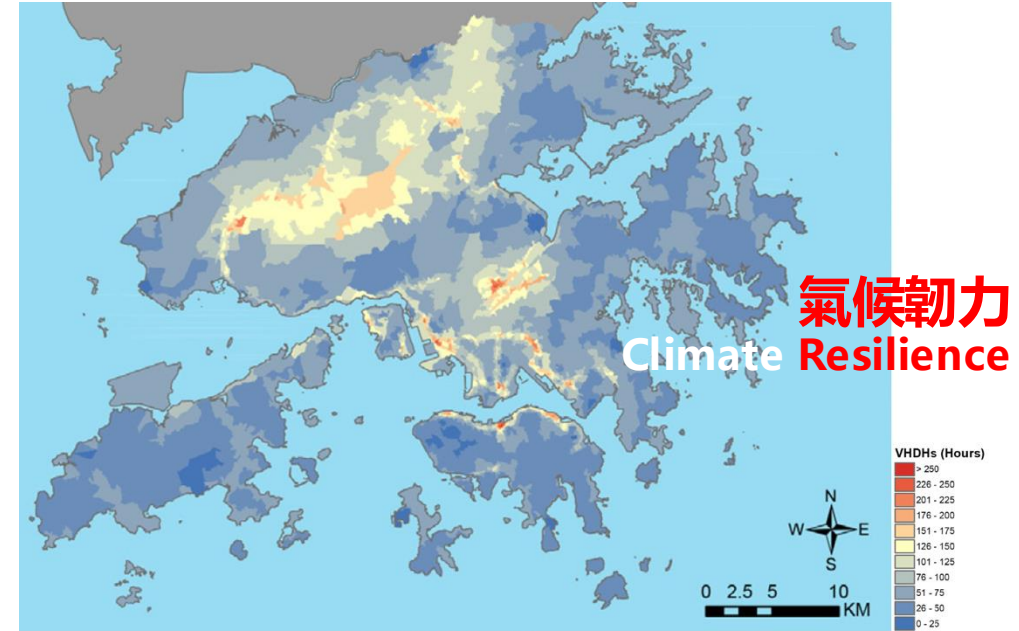 氣候韌力
Climate Resilience
VHDHs (Hours)
> 250
226 - 250
201 - 225
176 - 200
151 - 175
126 - 150
101 - 125
76 - 100
51 - 75
26 - 50
0 - 25
N
W E
S
0 2.5 5 10
KM